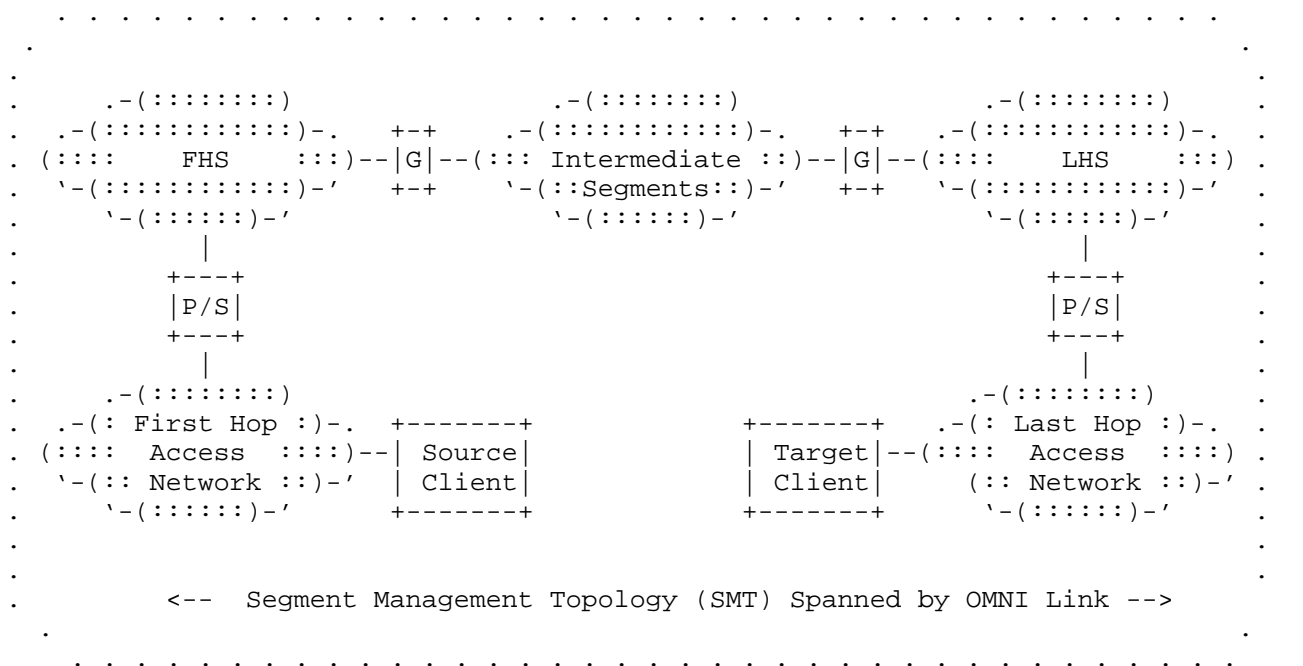 . . . . . . . . . . . . . . . . . . . . . . . . . . . . . . . . . . . . .
. .
. .
. .-(::::::::) .-(::::::::) .-(::::::::) .
. .-(::::::::::::)-. +-+ .-(::::::::::::)-. +-+ .-(::::::::::::)-. .
. (:::: FHS :::)--|G|--(::: Intermediate ::)--|G|--(:::: LHS :::) .
. `-(::::::::::::)-' +-+ `-(::Segments::)-' +-+ `-(::::::::::::)-' .
. `-(::::::)-' `-(::::::)-' `-(::::::)-' .
. | | .
. +---+ +---+ .
. |P/S| |P/S| .
. +---+ +---+ .
. | | .
. .-(::::::::) .-(::::::::) .
. .-(: First Hop :)-. +-------+ +-------+ .-(: Last Hop :)-. .
. (:::: Access ::::)--| Source| | Target|--(:::: Access ::::) .
. `-(:: Network ::)-' | Client| | Client| (:: Network ::)-' .
. `-(::::::)-' +-------+ +-------+ `-(::::::)-' .
. .
. .
. <-- Segment Management Topology (SMT) Spanned by OMNI Link -->
. .
. . . . . . . . . . . . . . . . . . . . . . . . . . . . . . . . . . . . .